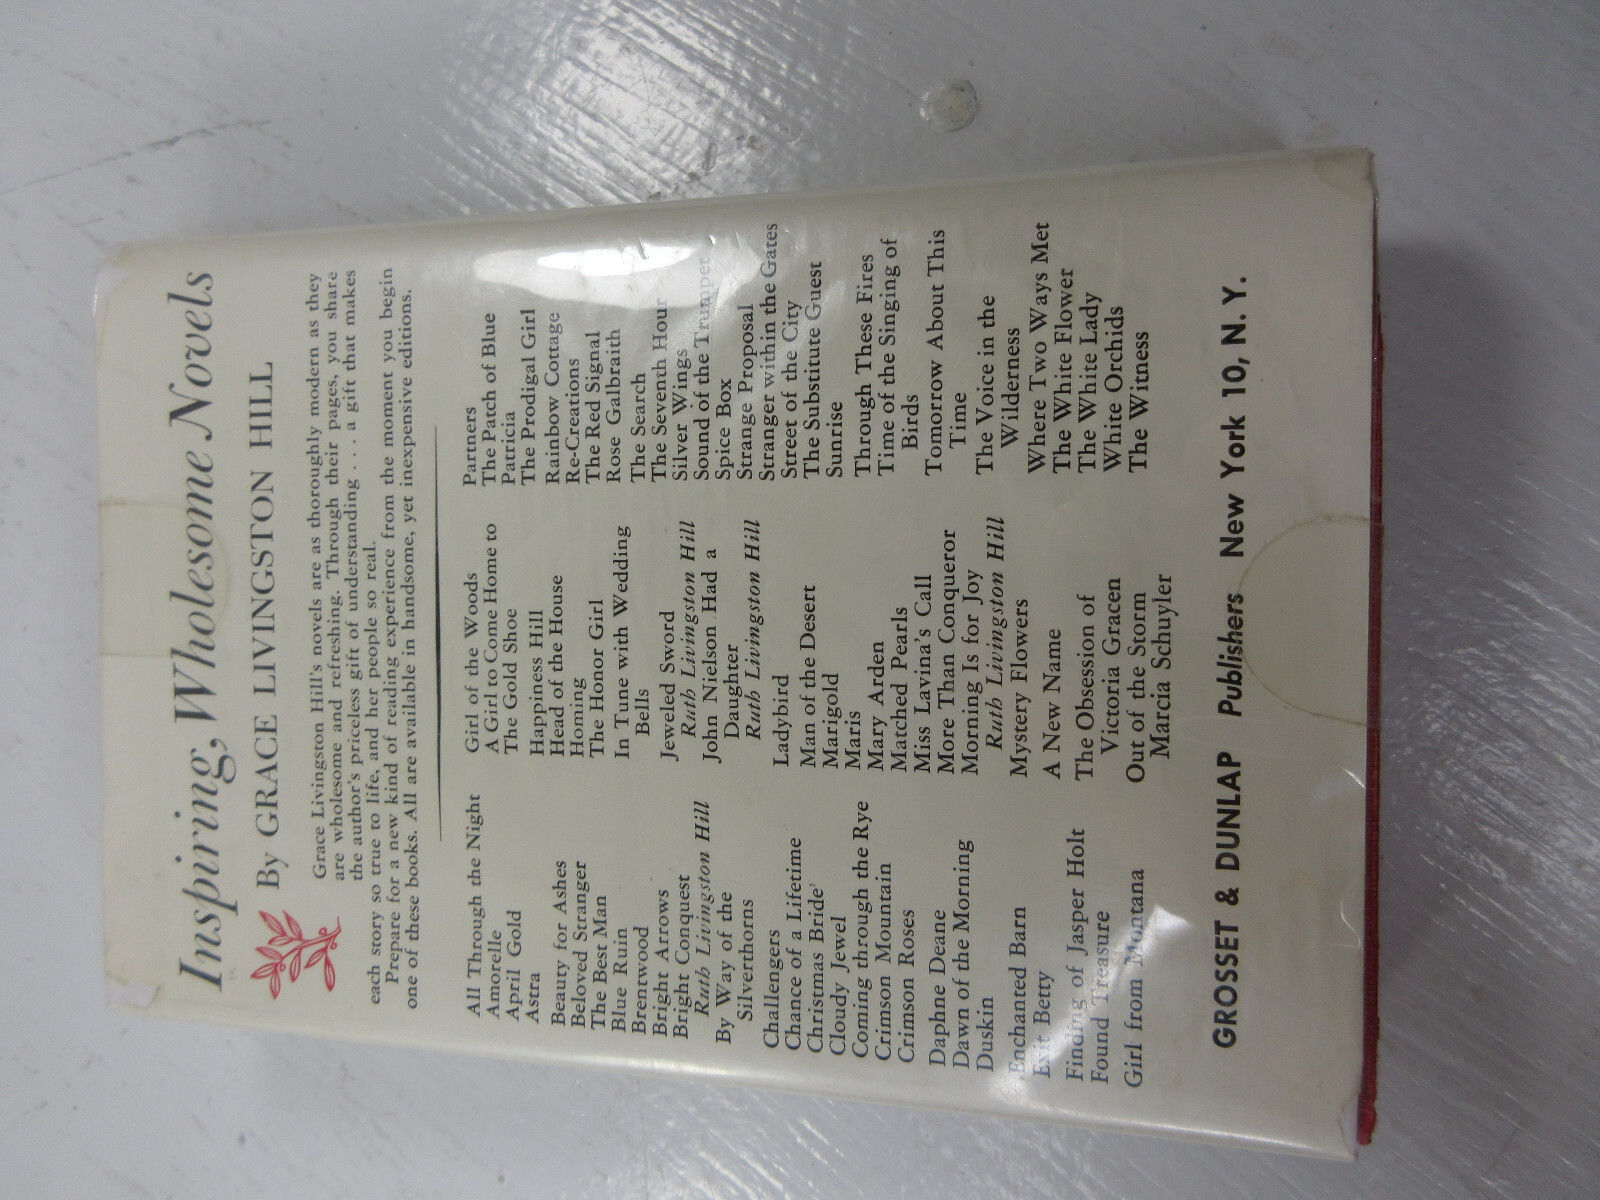 Inspiring, Wholesome Novels
By GRACE LIVINGSTON HILL
Grace Livingston Hill's novels are as thoroughly modern as they
are wholesome and refreshing. Through their pages, you share
the author's priceless gift of understanding . . . a gift that makes
each story so true to life, and her people so real.
Prepare for a new kind of reading experience from the moment you begin
one of these books. All are available in handsome, yet inexpensive editions.
All Through the Night
Amorelle
April Gold
Astra
Beauty for Ashes
Beloved Stranger
The Best Man
Blue Ruin
Brentwood
Bright Arrows
Bright Conquest
Ruth Livingston Hill
By Way of the
Silverthorns
Challengers
Chance of a Lifetime
Christmas Bride
Cloudy Jewel
Coming through the Rye
Crimson Mountain
Crimson Roses
Daphne Deane
Dawn of the Morning
Duskin
Enchanted Barn
Exit Betty
Finding of Jasper Holt
Found Treasure
Girl from Montana
Girl of the Woods
A Girl to Come Home to
The Gold Shoe
Happiness Hill
Head of the House
Homing
The Honor Girl
In Tune with Wedding
Bells
Jeweled Sword
Ruth Livingston Hill
John Nielson Had a
Daughter
Ruth Livingston Hill
Ladybird
Man of the Desert
Marigold
Maris
Mary Arden
Matched Pearls
Miss Lavina's Call
More Than Conqueror
Morning Is for Joy
Ruth Livingston Hill
Mystery Flowers
A New Name
The Obsession of
Victoria Gracen
Out of the Storm
Marcia Schuyler
Partners
The Patch of Blue
Patricia
The Prodigal Girl
Rainbow Cottage
Re-Creations
The Red Signal
Rose Galbraith
The Search
The Seventh Hour
Silver Wings
Sound of the Trumpet
Spice Box
Strange Proposal
Stranger within the Gates
Street of the City
The Substitute Guest
Sunrise
Through These Fires
Time of the Singing of
Birds
Tomorrow About This
Time
The Voice in the
Wilderness
Where Two Ways Met
The White Flower
The White Lady
White Orchids
The Witness
GROSSET & DUNLAP Publishers New York 10, N. Y.